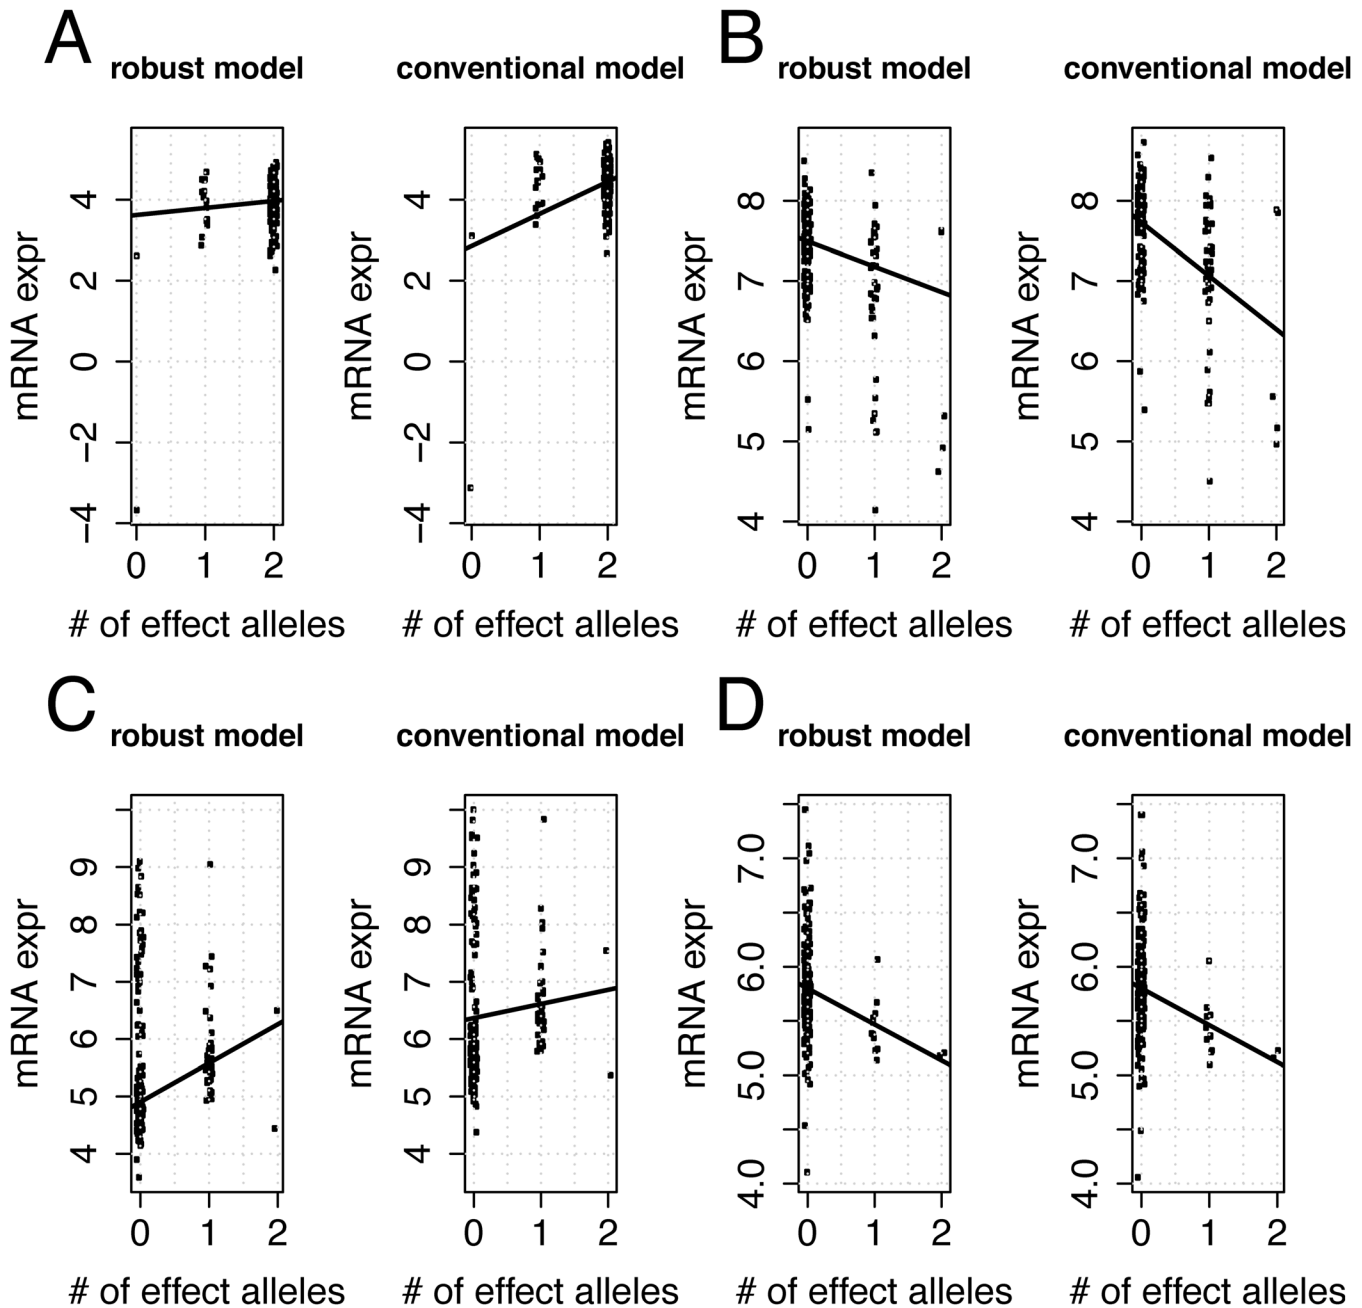 A
robust model
conventional model
mRNA expr
4
2
0
−2
−4
0 1 2
# of effect alleles
mRNA expr
4
2
0
−2
−4
0 1 2
# of effect alleles
B
robust model
conventional model
mRNA expr
8
7
6
5
4
0 1 2
# of effect alleles
mRNA expr
8
7
6
5
4
0 1 2
# of effect alleles
C
robust model
conventional model
mRNA expr
9
8
7
6
5
4
0 1 2
# of effect alleles
mRNA expr
9
8
7
6
5
4
0 1 2
# of effect alleles
D
robust model
conventional model
mRNA expr
7.0
6.0
5.0
4.0
0 1 2
# of effect alleles
mRNA expr
7.0
6.0
5.0
4.0
0 1 2
# of effect alleles